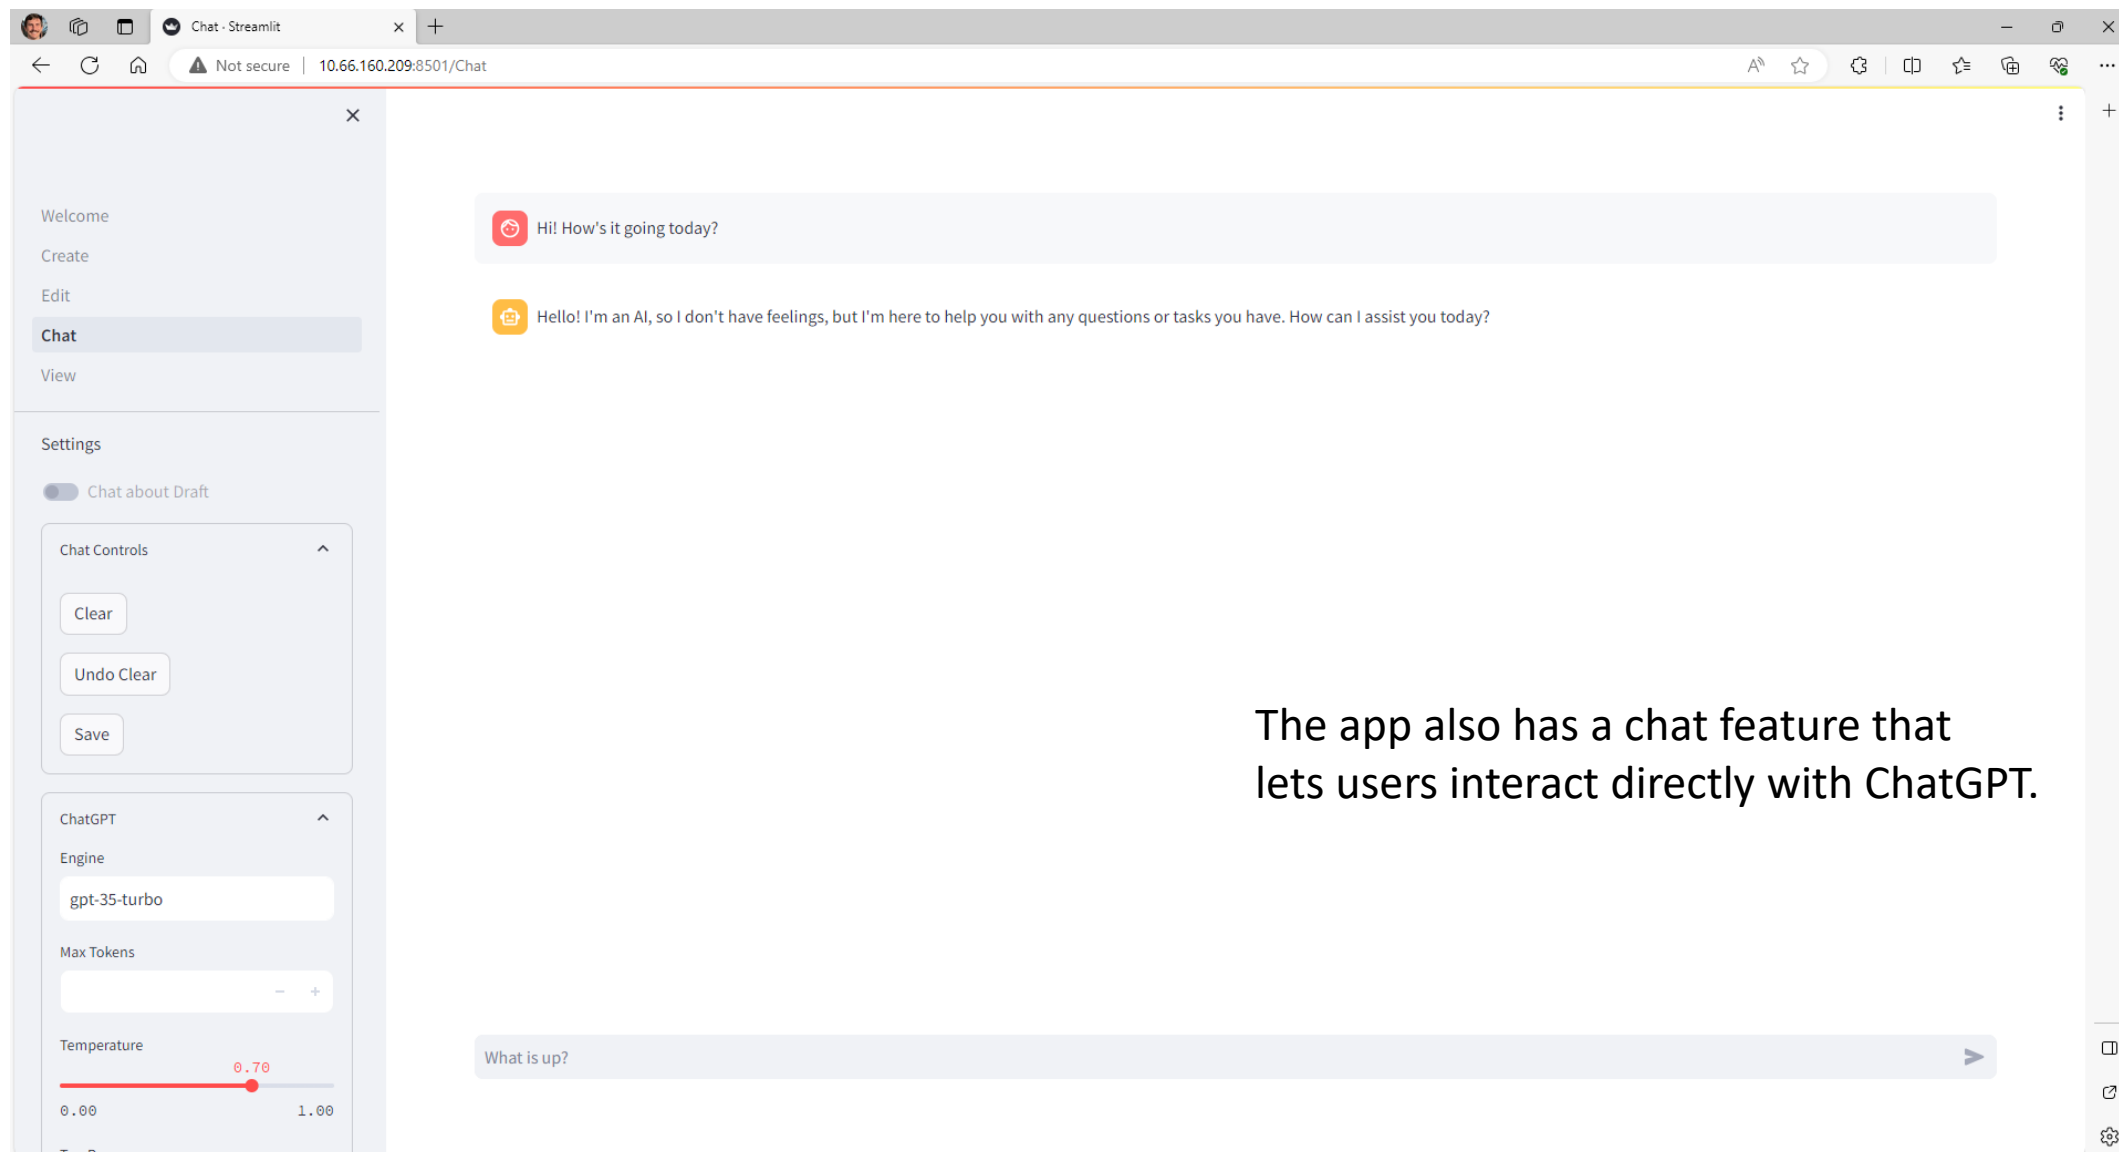 Chat · Streamlit
Not secure
10.66.160.209:8501/Chat
Welcome
Create
Edit
Chat
View
Settings
Chat about Draft
Chat Controls
Clear
Undo Clear
Save
ChatGPT
Engine
gpt-35-turbo
Max Tokens
Temperature
0.70
0.00 1.00
Hi! How's it going today?
Hello! I'm an AI, so I don't have feelings, but I'm here to help you with any questions or tasks you have. How can I assist you today?
The app also has a chat feature that
lets users interact directly with ChatGPT.
What is up?